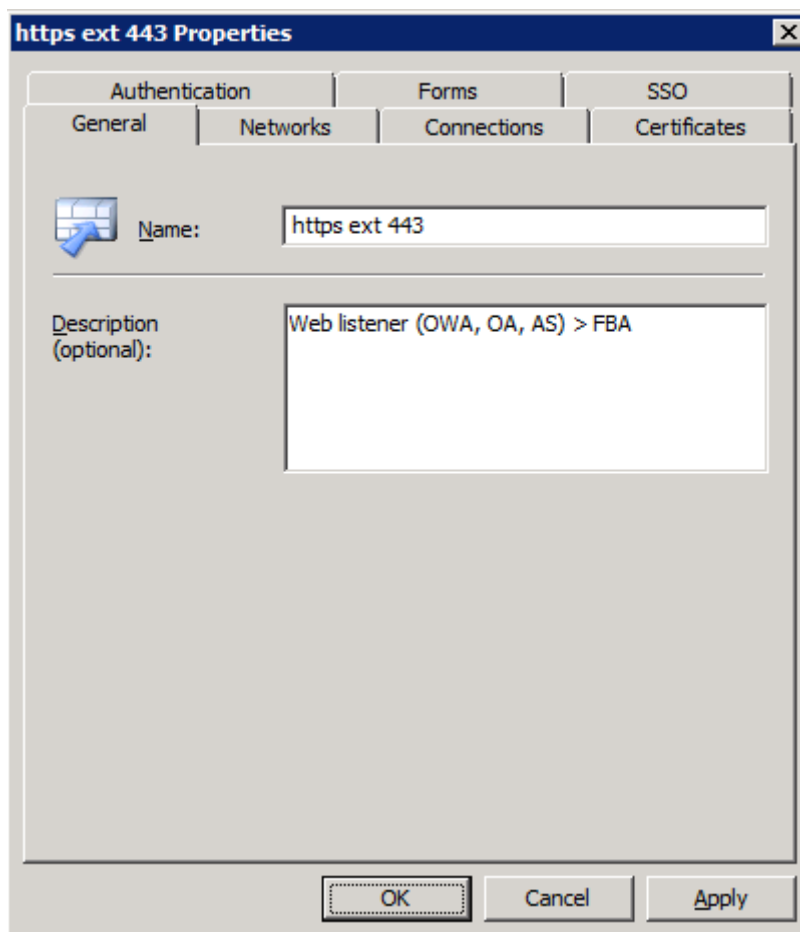 https ext 443 Properties
Authentication Forms SSO
General Networks Connections Certificates
Name: https ext 443
Description (optional): Web listener (OWA, OA, AS) > FBA
OK Cancel Apply